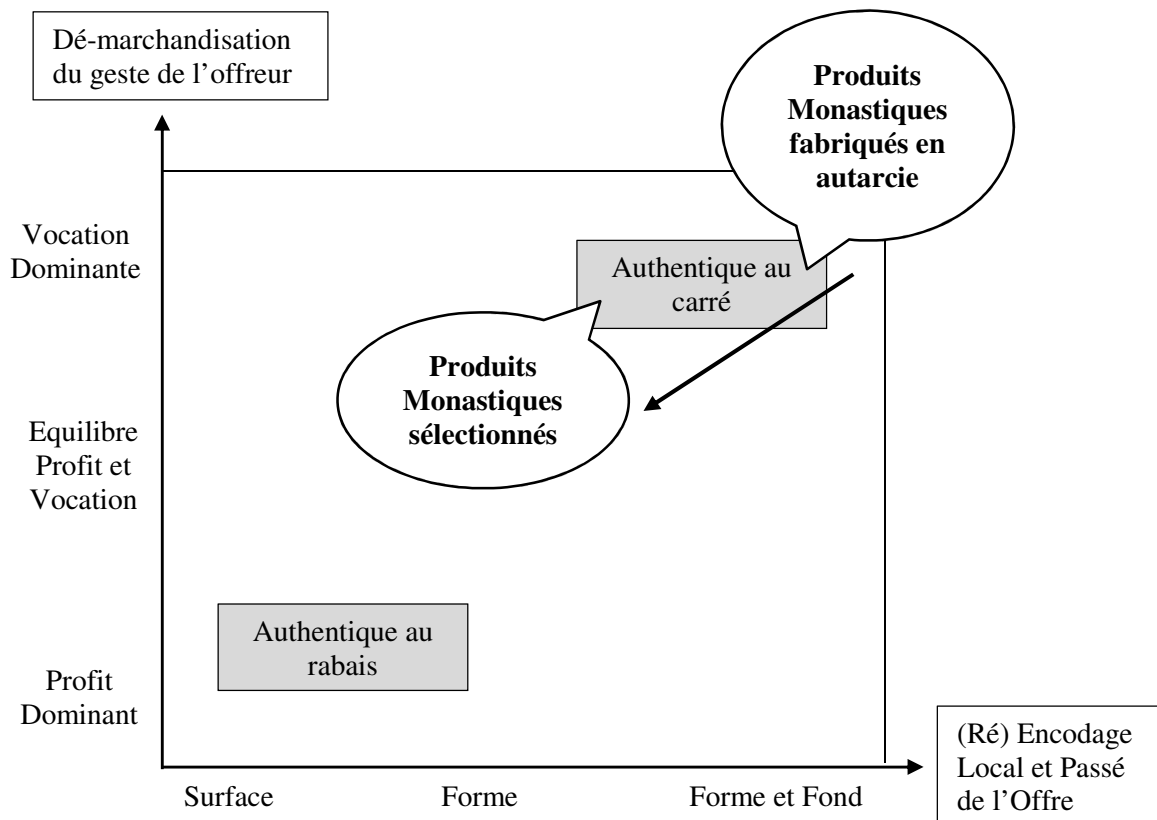 Dé-marchandisation
du geste de l'offreur
Produits
Monastiques
fabriqués en
autarcie
Vocation
Dominante
Authentique au
carré
Produits
Monastiques
sélectionnés
Equilibre
Profit et
Vocation
Authentique au
rabais
Profit
Dominant
(Ré) Encodage
Local et Passé
de l'Offre
Surface
Forme
Forme et Fond